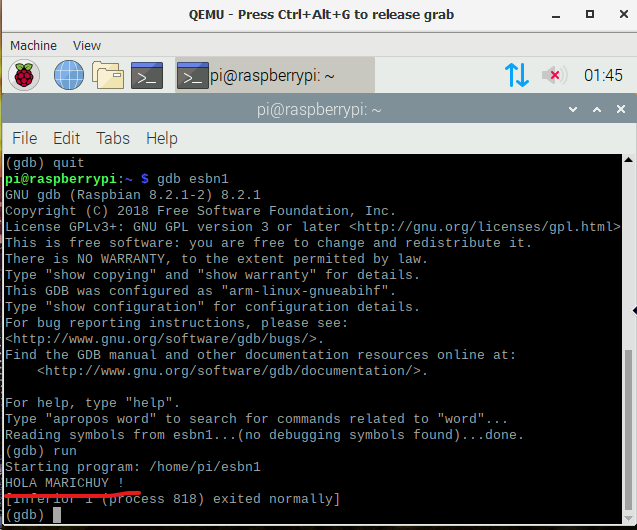 QEMU - Press Ctrl+Alt+G to release grab
Machine View
pi@raspberrypi: ~ 01:45
pi@raspberrypi: ~
File Edit Tabs Help
(gdb) quit
pi@raspberrypi:~ $ gdb esbn1
GNU gdb (Raspbian 8.2.1-2) 8.2.1
Copyright (C) 2018 Free Software Foundation, Inc.
License GPLv3+: GNU GPL version 3 or later <http://gnu.org/licenses/gpl.html>
This is free software: you are free to change and redistribute it.
There is NO WARRANTY, to the extent permitted by law.
Type "show copying" and "show warranty" for details.
This GDB was configured as "arm-linux-gnueabihf".
Type "show configuration" for configuration details.
For bug reporting instructions, please see:
<http://www.gnu.org/software/gdb/bugs/>.
Find the GDB manual and other documentation resources online at:
<http://www.gnu.org/software/gdb/documentation/>.
For help, type "help".
Type "apropos word" to search for commands related to "word"...
Reading symbols from esbn1...(no debugging symbols found)...done.
(gdb) run
Starting program: /home/pi/esbn1
HOLA MARICHUY !
[Inferior 1 (process 818) exited normally]
(gdb)